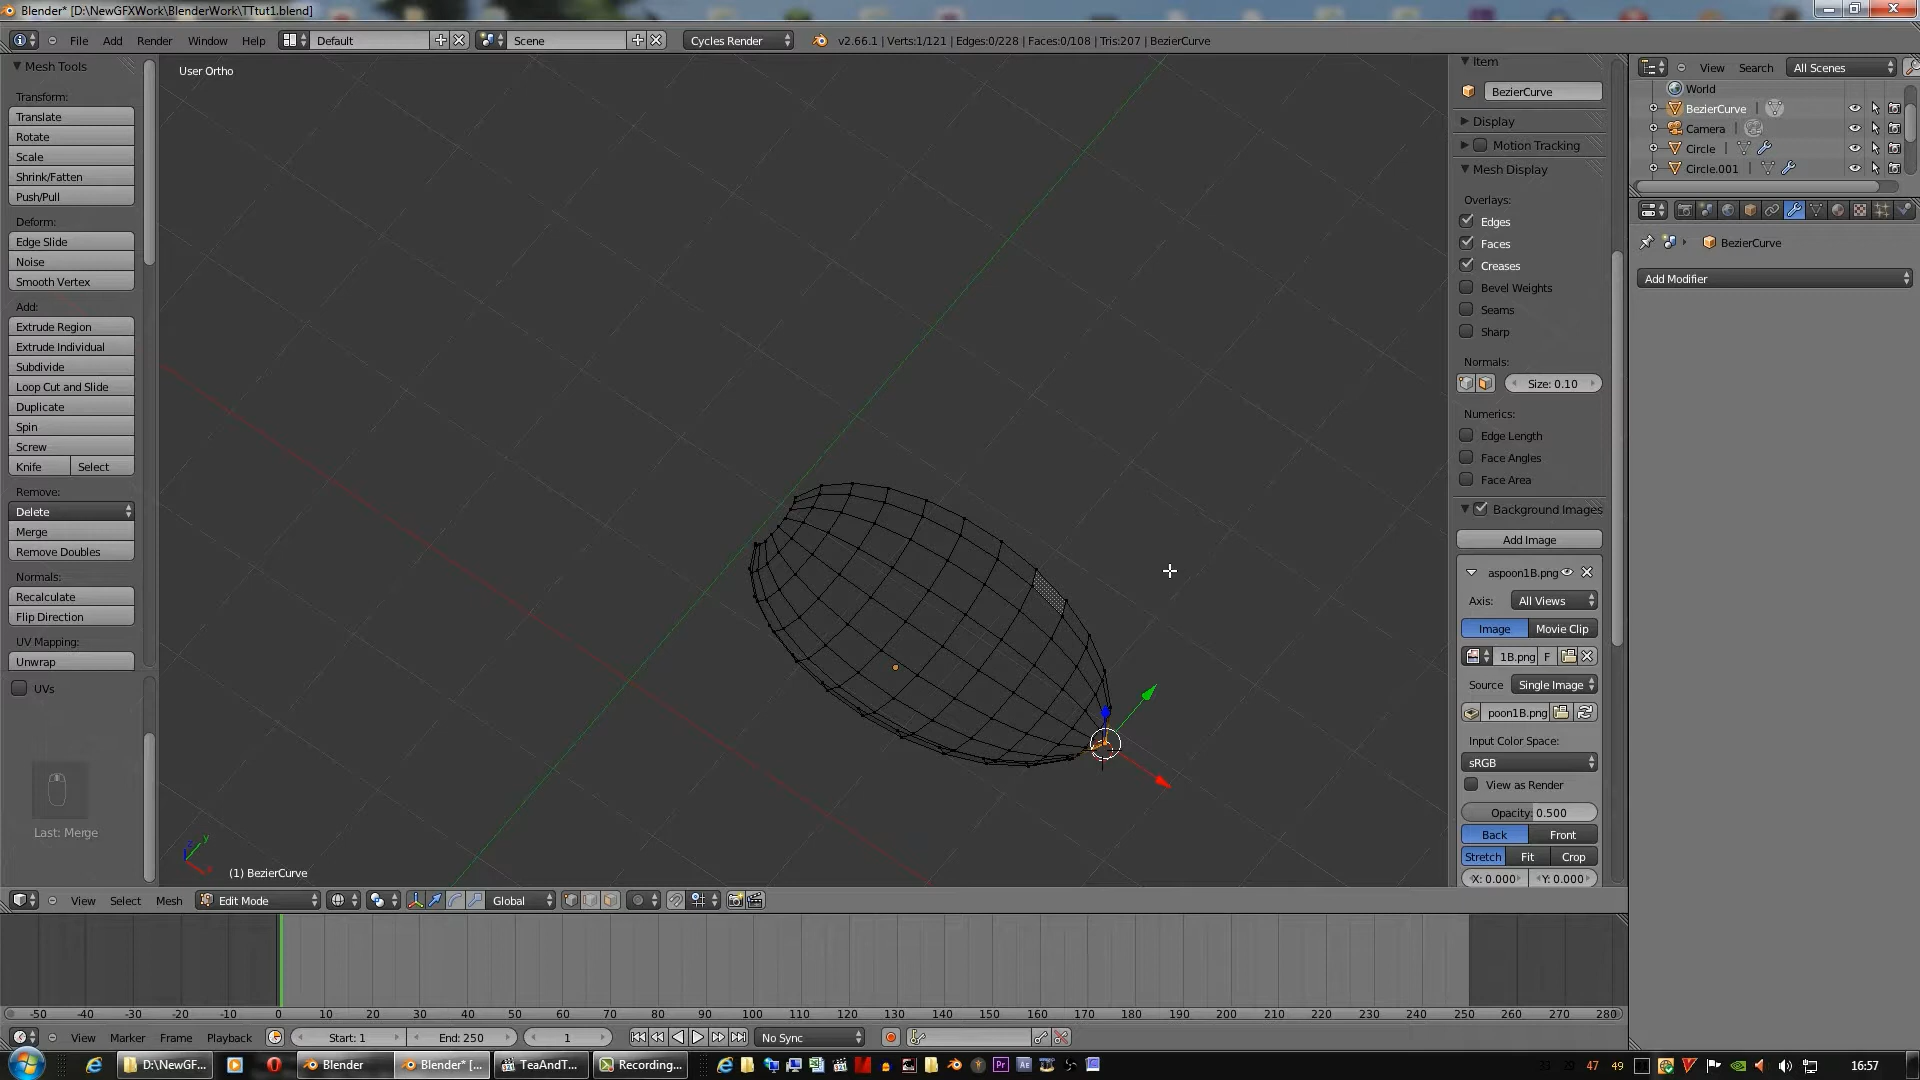 Blender* [D:\NewGFXWork\BlenderWork\TTtut1.blend]
File Add Render Window Help Default Scene Cycles Render v2.66.1 | Verts:1/121 | Edges:0/228 | Faces:0/108 | Tris:207 | BezierCurve
Mesh Tools
Transform:
Translate
Rotate
Scale
Shrink/Fatten
Push/Pull
Deform:
Edge Slide
Noise
Smooth Vertex
Add:
Extrude Region
Extrude Individual
Subdivide
Loop Cut and Slide
Duplicate
Spin
Screw
Knife Select
Remove:
Delete
Merge
Remove Doubles
Normals:
Recalculate
Flip Direction
UV Mapping:
Unwrap
UVs
Last: Merge
User Ortho
(1) BezierCurve
Item
BezierCurve
Display
Motion Tracking
Mesh Display
Overlays:
Edges
Faces
Creases
Bevel Weights
Seams
Sharp
Normals:
Size: 0.10
Numerics:
Edge Length
Face Angles
Face Area
Background Images
Add Image
aspoon1B.png
Axis: All Views
Image Movie Clip
1B.png F
Source Single Image
poon1B.png
Input Color Space:
sRGB
View as Render
Opacity: 0.500
Back Front
Stretch Fit Crop
X: 0.000 Y: 0.000
View Search All Scenes
World
BezierCurve
Camera
Circle
Circle.001
BezierCurve
Add Modifier
View Select Mesh Edit Mode Global
-50 -40 -30 -20 -10 0 10 20 30 40 50 60 70 80 90 100 110 120 130 140 150 160 170 180 190 200 210 220 230 240 250 260 270 280
View Marker Frame Playback Start: 1 End: 250 1 No Sync
D:\NewGF... Blender Blender* [... TeaAndT... Recording... Pr Ae 47 49 16:57